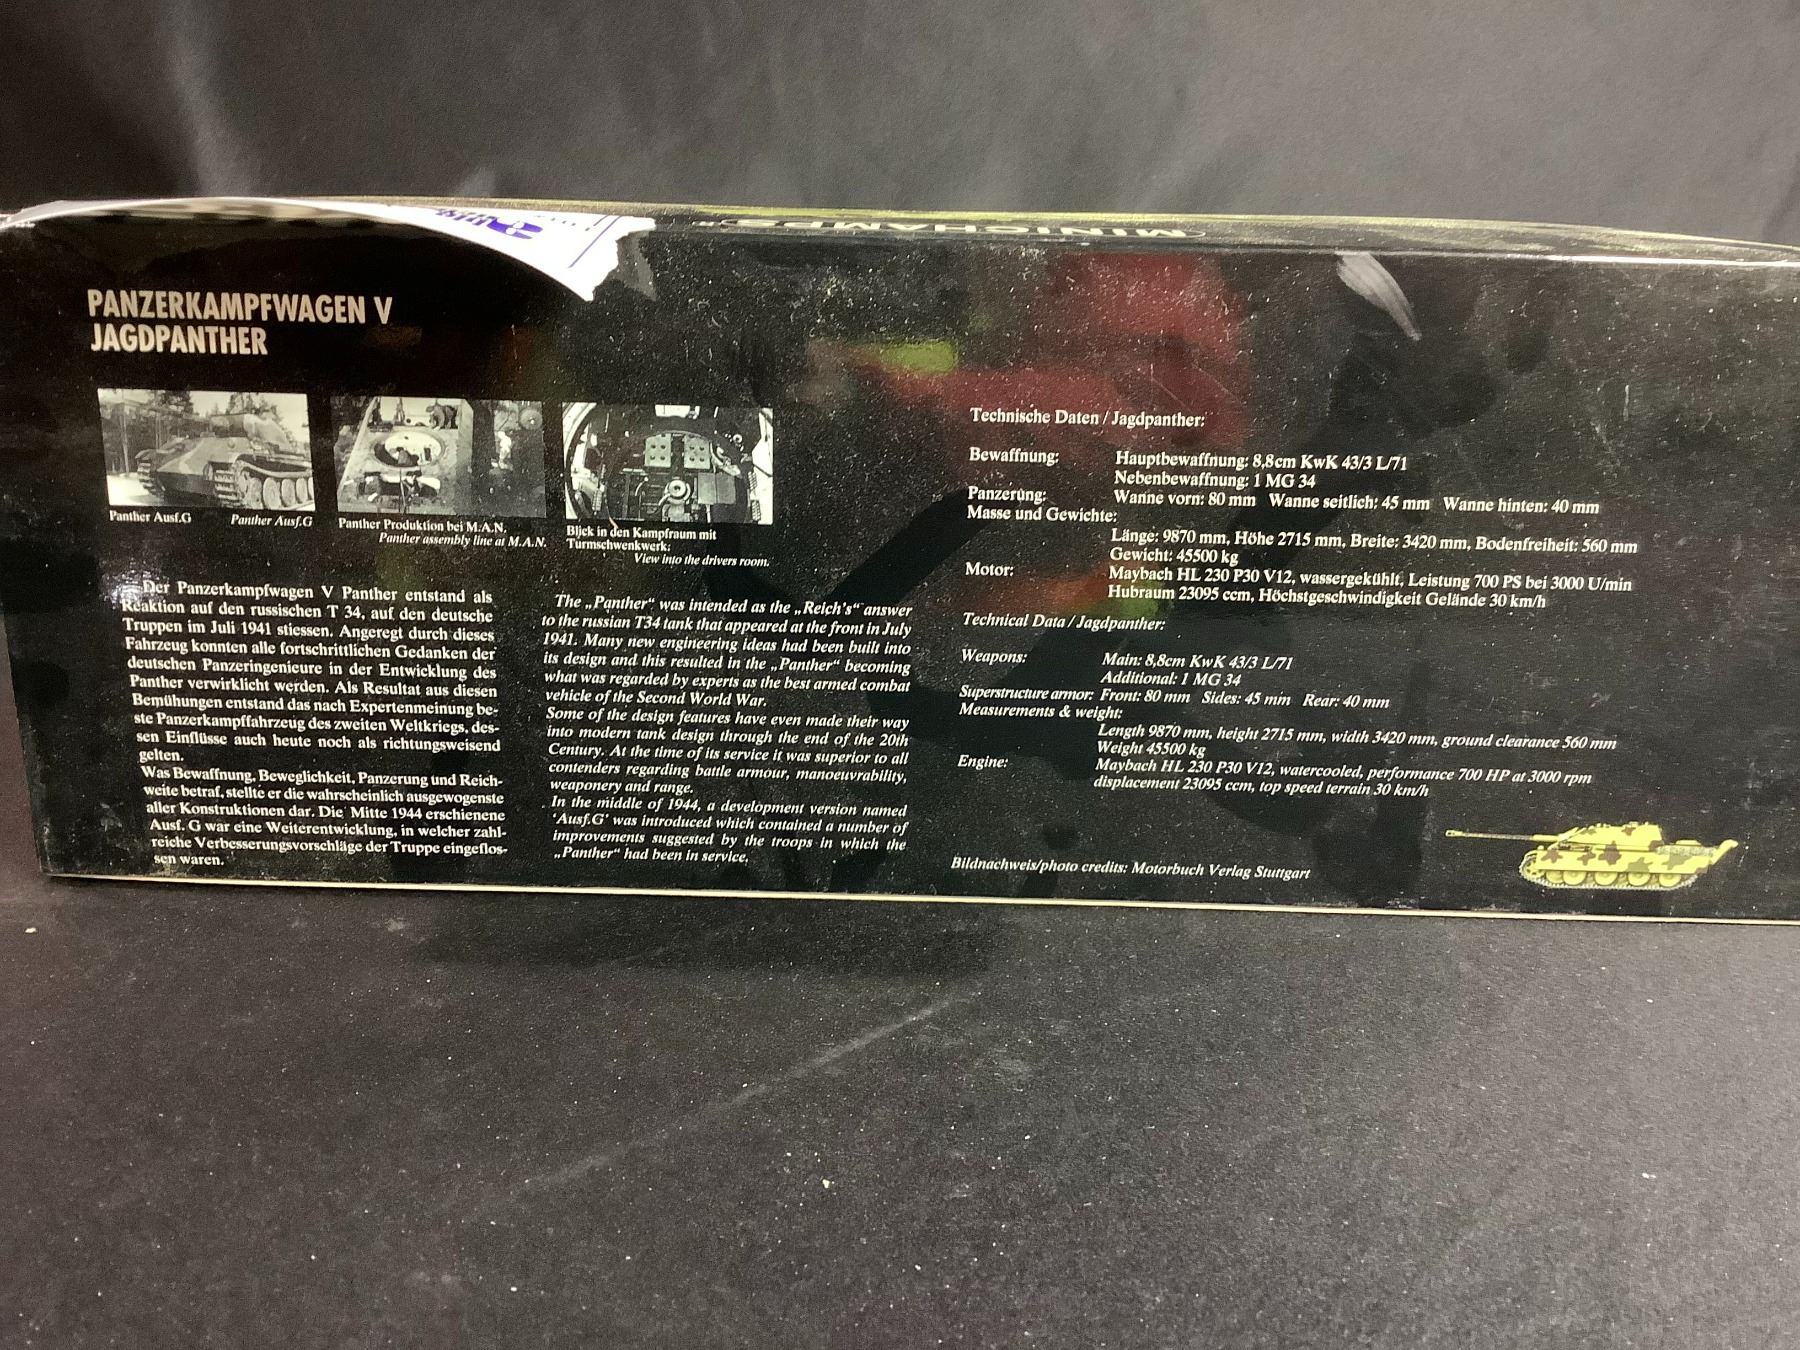 MINICHAMPS
PANZERKAMPFWAGEN V
JAGDPANTHER
Panther Ausf.G Panther Ausf.G
Panther Produktion bei M.A.N.
Panther assembly line at M.A.N.
Blick in den Kampfraum mit
Turmschwenkwerk.
View into the drivers room.
Der Panzerkampfwagen V Panther entstand als
Reaktion auf den russischen T 34, auf den deutsche
Truppen im Juli 1941 stiessen. Angeregt durch dieses
Fahrzeug konnten alle fortschrittlichen Gedanken der
deutschen Panzeringenieure in der Entwicklung des
Panther verwirklicht werden. Als Resultat aus diesen
Bemühungen entstand das nach Expertenmeinung be-
ste Panzerkampffahrzeug des zweiten Weltkriegs, des-
sen Einflüsse auch heute noch als richtungsweisend
gelten.
Was Bewaffnung, Beweglichkeit, Panzerung und Reich-
weite betraf, stellte er die wahrscheinlich ausgewogenste
aller Konstruktionen dar. Die Mitte 1944 erschienene
Ausf. G war eine Weiterentwicklung, in welcher zahl-
reiche Verbesserungsvorschläge der Truppe eingeflos-
sen waren.
The „Panther“ was intended as the „Reich's“ answer
to the russian T34 tank that appeared at the front in July
1941. Many new engineering ideas had been built into
its design and this resulted in the „Panther“ becoming
what was regarded by experts as the best armed combat
vehicle of the Second World War.
Some of the design features have even made their way
into modern tank design through the end of the 20th
Century. At the time of its service it was superior to all
contenders regarding battle armour, manoeuvrability,
weaponery and range.
In the middle of 1944, a development version named
'Ausf.G' was introduced which contained a number of
improvements suggested by the troops in which the
„Panther“ had been in service.
Technische Daten / Jagdpanther:
Bewaffnung: Hauptbewaffnung: 8,8cm KwK 43/3 L/71
Nebenbewaffnung: 1 MG 34
Panzerung: Wanne vorn: 80 mm Wanne seitlich: 45 mm Wanne hinten: 40 mm
Masse und Gewichte:
Länge: 9870 mm, Höhe 2715 mm, Breite: 3420 mm, Bodenfreiheit: 560 mm
Gewicht: 45500 kg
Motor: Maybach HL 230 P30 V12, wassergekühlt, Leistung 700 PS bei 3000 U/min
Hubraum 23095 ccm, Höchstgeschwindigkeit Gelände 30 km/h
Technical Data / Jagdpanther:
Weapons: Main: 8,8cm KwK 43/3 L/71
Additional: 1 MG 34
Superstructure armor: Front: 80 mm Sides: 45 mm Rear: 40 mm
Measurements & weight:
Length 9870 mm, height 2715 mm, width 3420 mm, ground clearance 560 mm
Weight 45500 kg
Engine: Maybach HL 230 P30 V12, watercooled, performance 700 HP at 3000 rpm
displacement 23095 ccm, top speed terrain 30 km/h
Bildnachweis/photo credits: Motorbuch Verlag Stuttgart